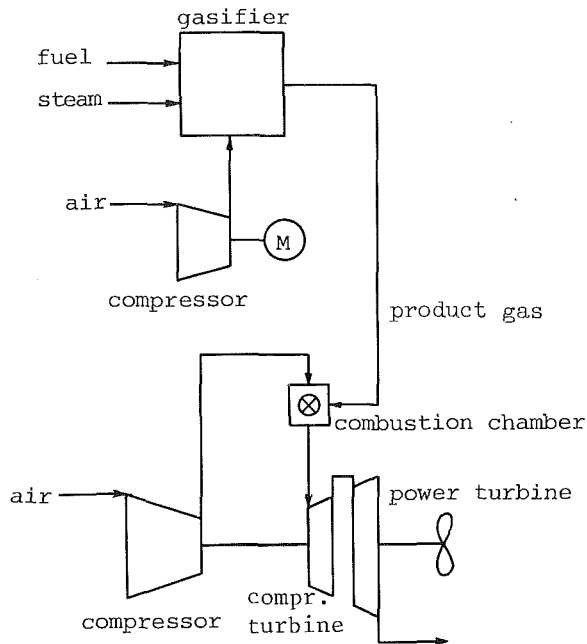 gasifier
fuel
steam
air
M
compressor
product gas
combustion chamber
air
power turbine
compr.
turbine
compressor